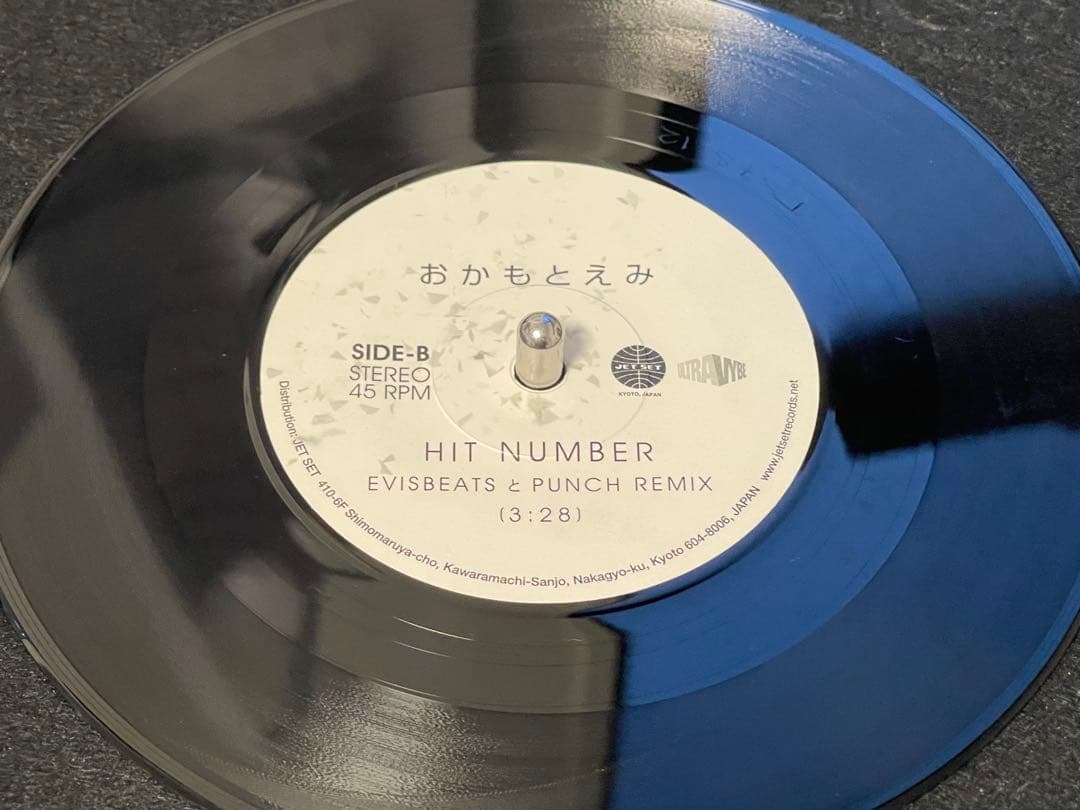 おかもとえみ
SIDE-B
STEREO
45 RPM
JET SET
KYOTO, JAPAN
ULTRAVYBE
HIT NUMBER
EVISBEATS と PUNCH REMIX
(3:28)
Distribution: JET SET 410-6F Shimomaruya-cho, Kawaramachi-Sanjo, Nakagyo-ku, Kyoto 604-8006, JAPAN www.jetsetrecords.net